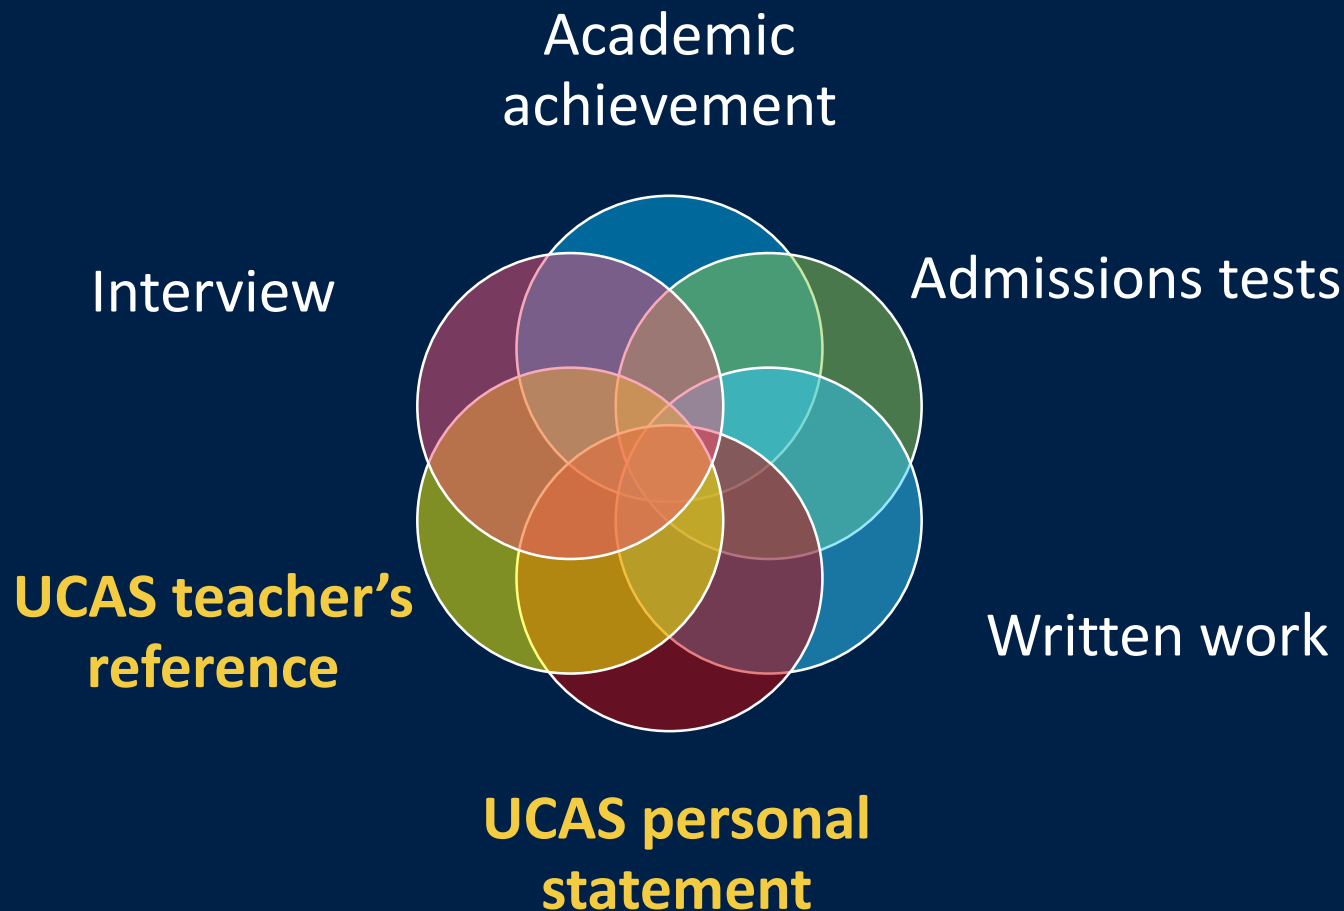 Academic
achievement
Interview
Admissions tests
UCAS teacher’s
reference
Written work
UCAS personal
statement